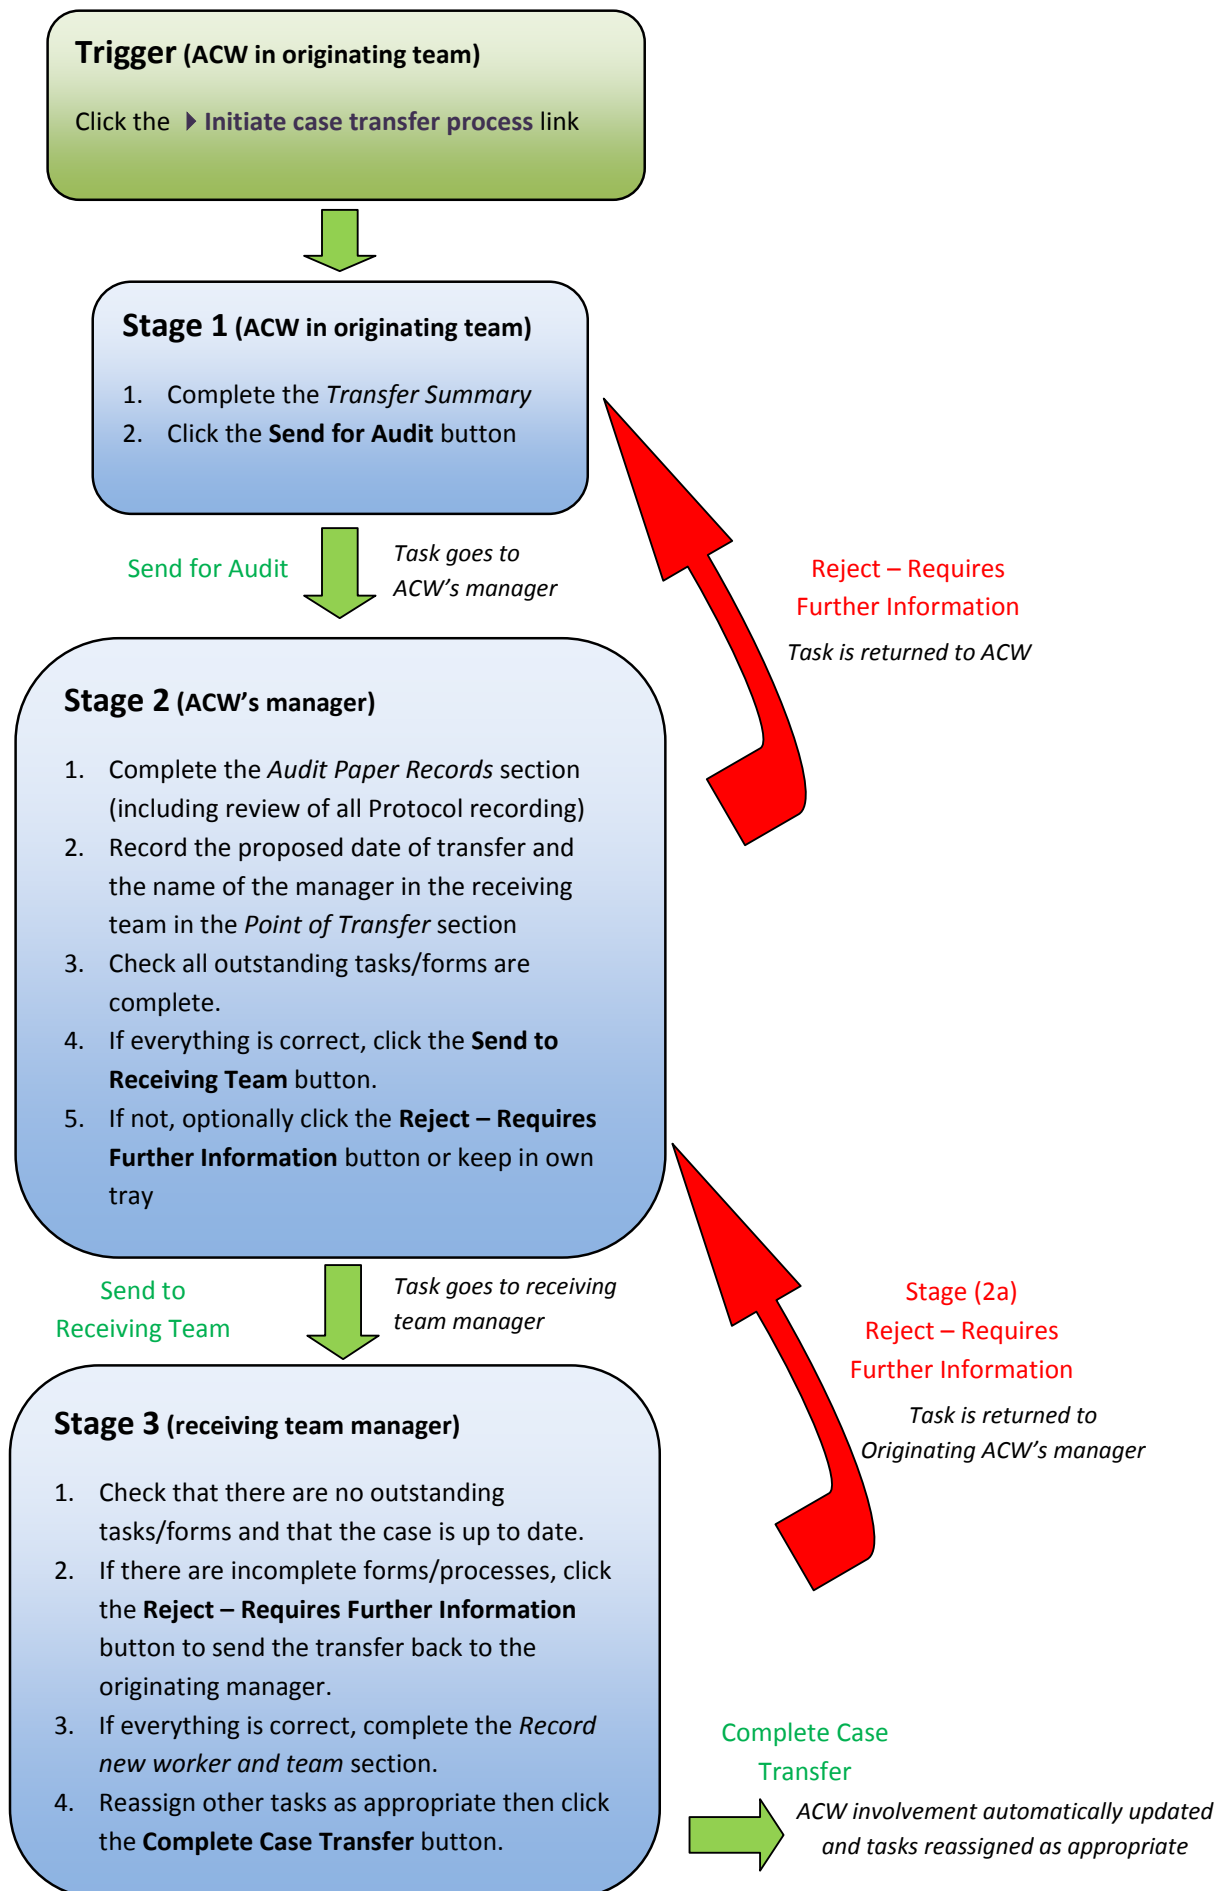 Trigger (ACW in originating team)
Click the Initiate case transfer process link
Stage 1 (ACW in originating team)
1. Complete the Transfer Summary
2. Click the Send for Audit button
Send for Audit
Task goes to
ACW’s manager
Reject – Requires
Further Information
Task is returned to ACW
Stage 2 (ACW’s manager)
1. Complete the Audit Paper Records section
(including review of all Protocol recording)
2. Record the proposed date of transfer and
the name of the manager in the receiving
team in the Point of Transfer section
3. Check all outstanding tasks/forms are
complete.
4. If everything is correct, click the Send to
Receiving Team button.
5. If not, optionally click the Reject – Requires
Further Information button or keep in own
tray
Send to
Receiving Team
Task goes to receiving
team manager
Stage (2a)
Reject – Requires
Further Information
Task is returned to
Originating ACW’s manager
Stage 3 (receiving team manager)
1. Check that there are no outstanding
tasks/forms and that the case is up to date.
2. If there are incomplete forms/processes, click
the Reject – Requires Further Information
button to send the transfer back to the
originating manager.
3. If everything is correct, complete the Record
new worker and team section.
4. Reassign other tasks as appropriate then click
the Complete Case Transfer button.
Complete Case
Transfer
ACW involvement automatically updated
and tasks reassigned as appropriate